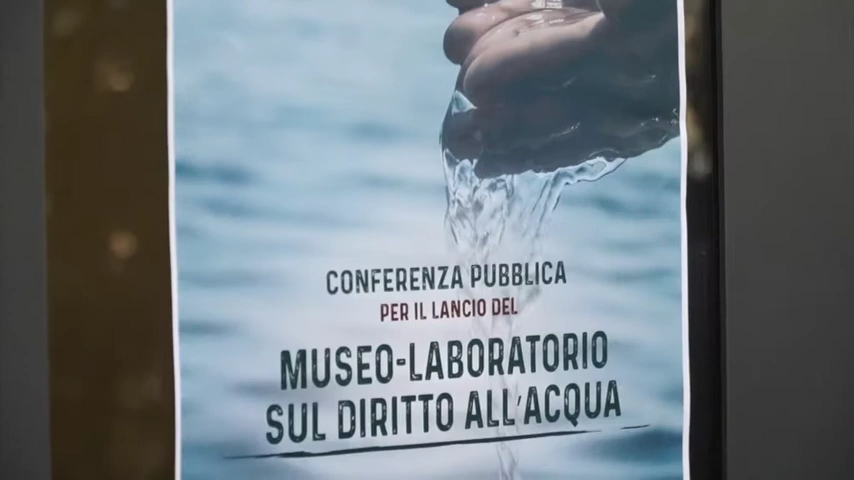 CONFERENZA PUBBLICA
PER IL LANCIO DEL
MUSEO-LABORATORIO
SUL DIRITTO ALL'ACQUA